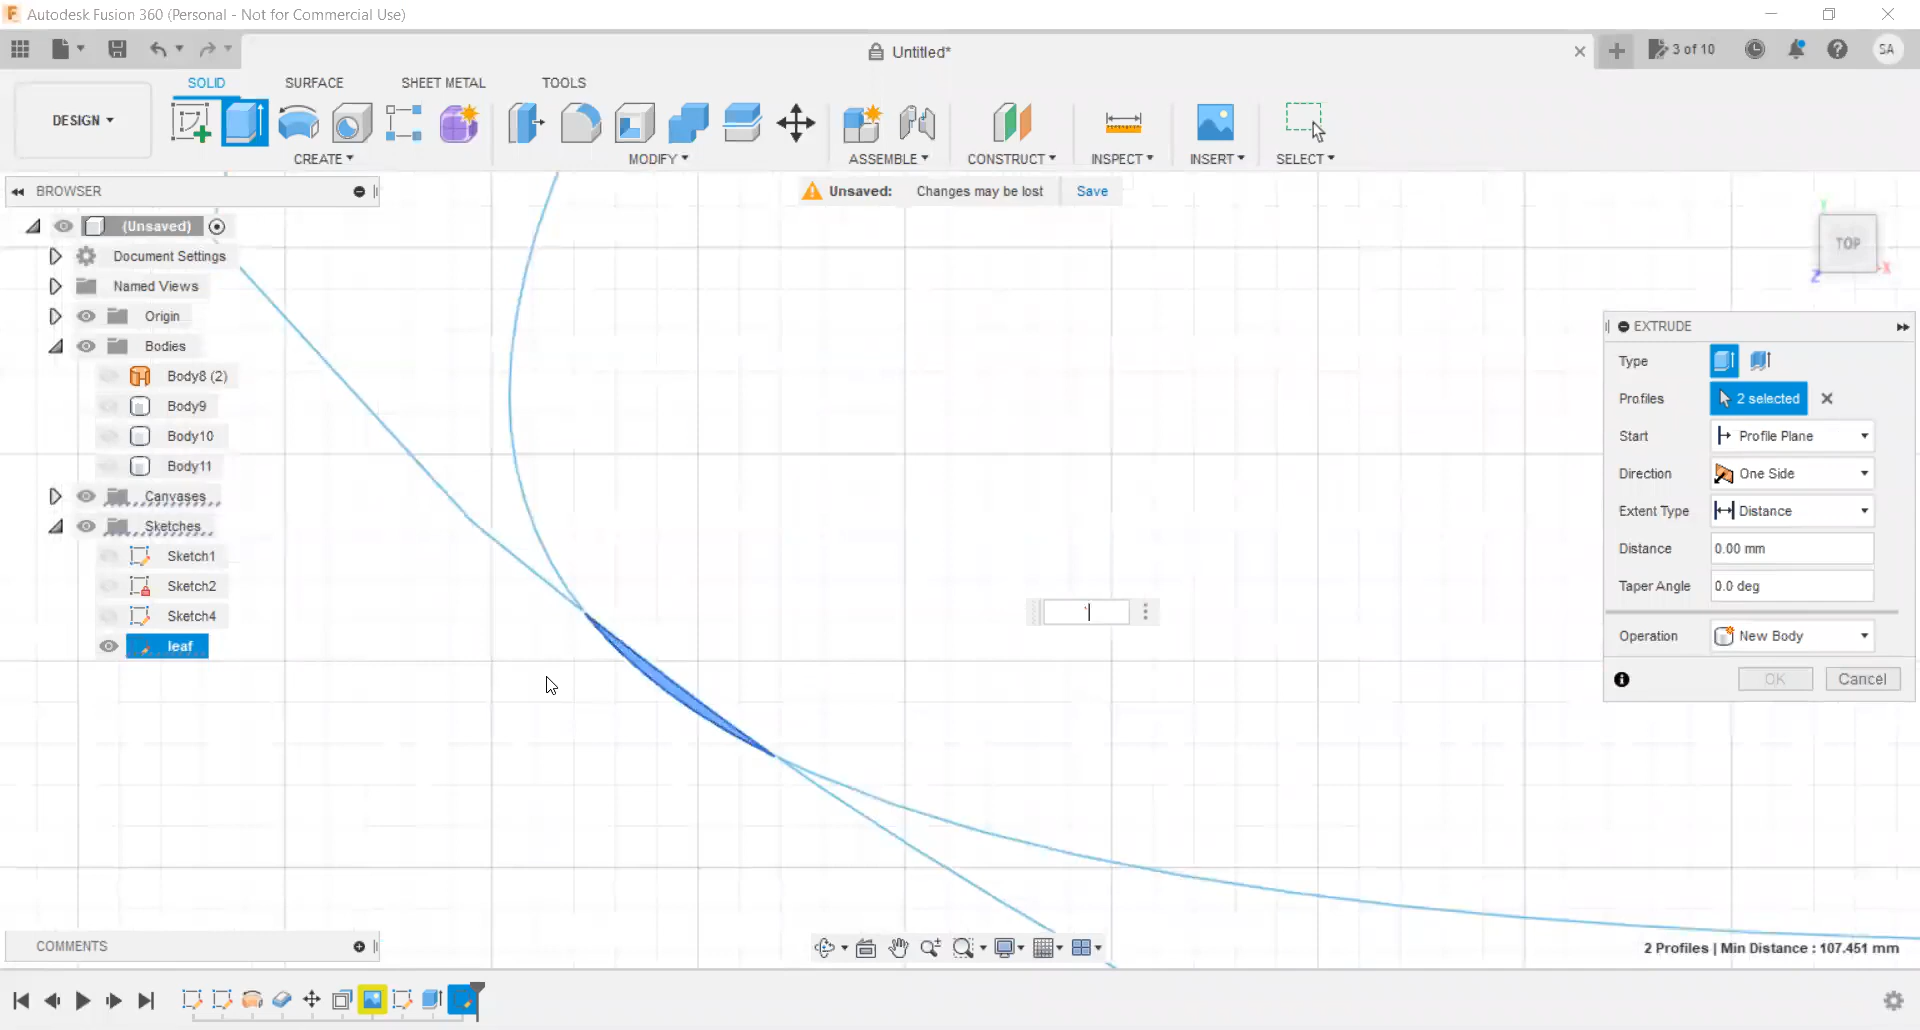 Autodesk Fusion 360 (Personal - Not for Commercial Use)
Untitled*
3 of 10
SA
SOLID
SURFACE
SHEET METAL
TOOLS
DESIGN
CREATE
MODIFY
ASSEMBLE
CONSTRUCT
INSPECT
INSERT
SELECT
BROWSER
Unsaved: Changes may be lost Save
(Unsaved)
Document Settings
Named Views
Origin
Bodies
Body8 (2)
Body9
Body10
Body11
Canvases
Sketches
Sketch1
Sketch2
Sketch4
leaf
TOP
Y
X
Z
EXTRUDE
Type
Profiles 2 selected
Start Profile Plane
Direction One Side
Extent Type Distance
Distance 0.00 mm
Taper Angle 0.0 deg
Operation New Body
OK Cancel
COMMENTS
2 Profiles | Min Distance : 107.451 mm